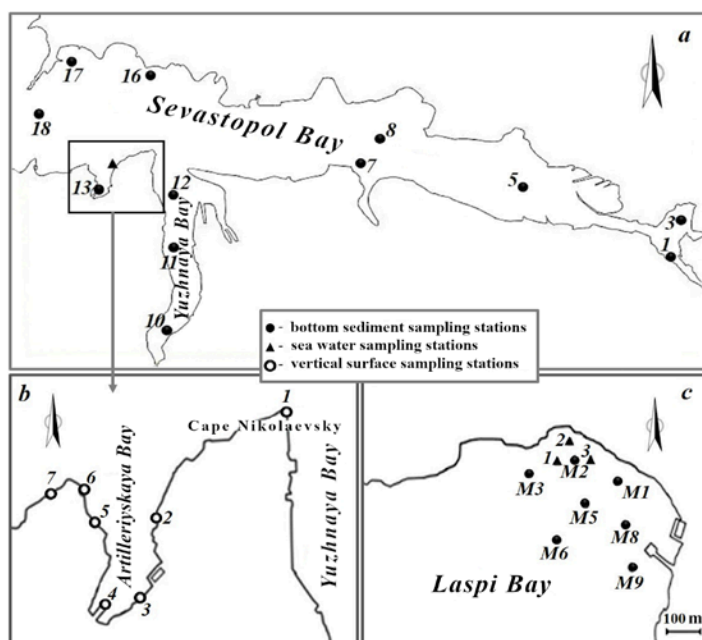 a
17
16
Sevastopol Bay
18
8
7
13
12
5
3
1
11
Yuzhnaya Bay
10
● - bottom sediment sampling stations
▲ - sea water sampling stations
○ - vertical surface sampling stations
b
1
Cape Nikolaevsky
Artilleriyskaya Bay
Yuzhnaya Bay
7
6
5
2
4
3
c
2
1
3
M2
M3
M1
M5
M8
M6
M9
Laspi Bay
100 m